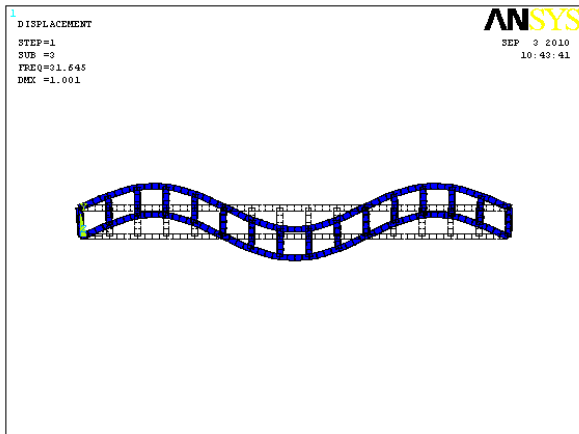 1
DISPLACEMENT
STEP=1
SUB =3
FREQ=31.645
DMX =1.001
ANSYS
SEP 3 2010
10:43:41